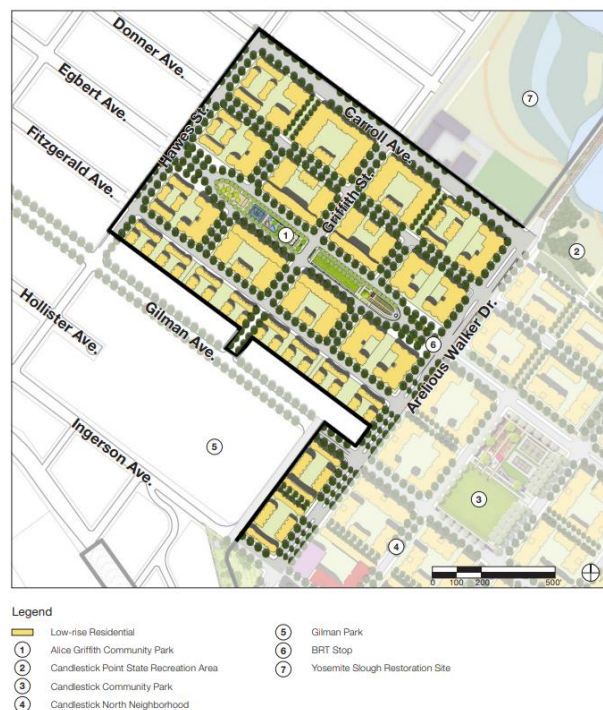 Donner Ave.
Egbert Ave.
Fitzgerald Ave.
Hawes St.
Carroll Ave.
Griffith St.
7
1
2
Hollister Ave.
Gilman Ave.
6
Arelious Walker Dr.
Ingerson Ave.
5
3
4
0 100 200 500'
Legend
Low-rise Residential
1 Alice Griffith Community Park
2 Candlestick Point State Recreation Area
3 Candlestick Community Park
4 Candlestick North Neighborhood
5 Gilman Park
6 BRT Stop
7 Yosemite Slough Restoration Site